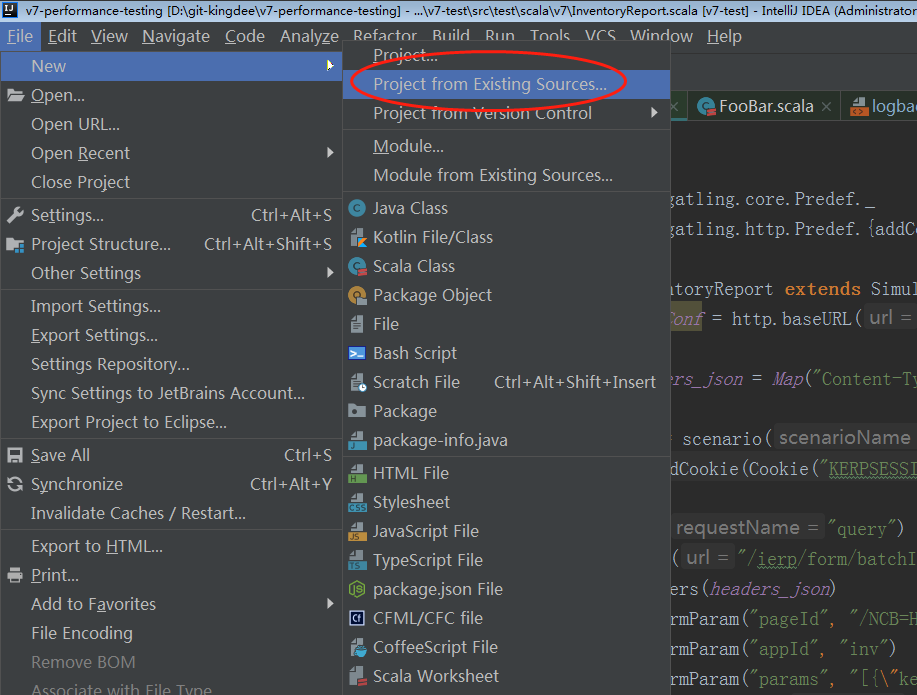 v7-performance-testing [D:\git-kingdee\v7-performance-testing] - ...\v7-test\src\test\scala\v7\InventoryReport.scala [v7-test] - IntelliJ IDEA (Administrator
File Edit View Navigate Code Analyze Refactor Build Run Tools VCS Window Help
New
Open...
Open URL...
Open Recent
Close Project
Settings... Ctrl+Alt+S
Project Structure... Ctrl+Alt+Shift+S
Other Settings
Import Settings...
Export Settings...
Settings Repository...
Sync Settings to JetBrains Account...
Export Project to Eclipse...
Save All Ctrl+S
Synchronize Ctrl+Alt+Y
Invalidate Caches / Restart...
Export to HTML...
Print...
Add to Favorites
File Encoding
Remove BOM
Associate with File Type
Project...
Project from Existing Sources...
Project from Version Control
Module...
Module from Existing Sources...
Java Class
Kotlin File/Class
Scala Class
Package Object
File
Bash Script
Scratch File Ctrl+Alt+Shift+Insert
Package
package-info.java
HTML File
Stylesheet
JavaScript File
TypeScript File
package.json File
CFML/CFC file
CoffeeScript File
Scala Worksheet
FooBar.scala logba
gatling.core.Predef._
gatling.http.Predef.{addCo
ntoryReport extends Simul
Conf = http.baseURL( url =
rs_json = Map("Content-Ty
= scenario( scenarioName
dCookie(Cookie("KERPSESSI
requestName = "query")
( url = "/ierp/form/batchI
ers(headers_json)
rmParam("pageId", "/NCB=H
rmParam("appId", "inv")
rmParam("params", "[{\"ke